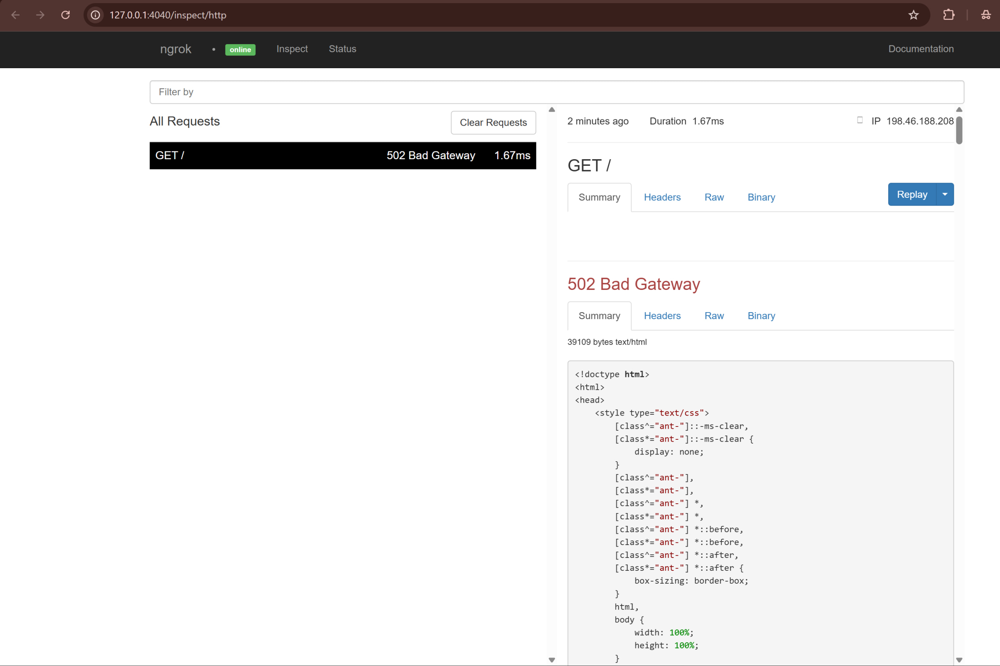 127.0.0.1:4040/inspect/http
ngrok • online Inspect Status Documentation
Filter by
All Requests Clear Requests
GET / 502 Bad Gateway 1.67ms
2 minutes ago Duration 1.67ms IP 198.46.188.208
GET /
Summary Headers Raw Binary Replay
502 Bad Gateway
Summary Headers Raw Binary
39109 bytes text/html
<!doctype html>
<html>
<head>
    <style type="text/css">
        [class^="ant-"]::-ms-clear,
        [class*="ant-"]::-ms-clear {
            display: none;
        }
        [class^="ant-"],
        [class*="ant-"],
        [class^="ant-"] *,
        [class*="ant-"] *,
        [class^="ant-"] *::before,
        [class*="ant-"] *::before,
        [class^="ant-"] *::after,
        [class*="ant-"] *::after {
            box-sizing: border-box;
        }
        html,
        body {
            width: 100%;
            height: 100%;
        }